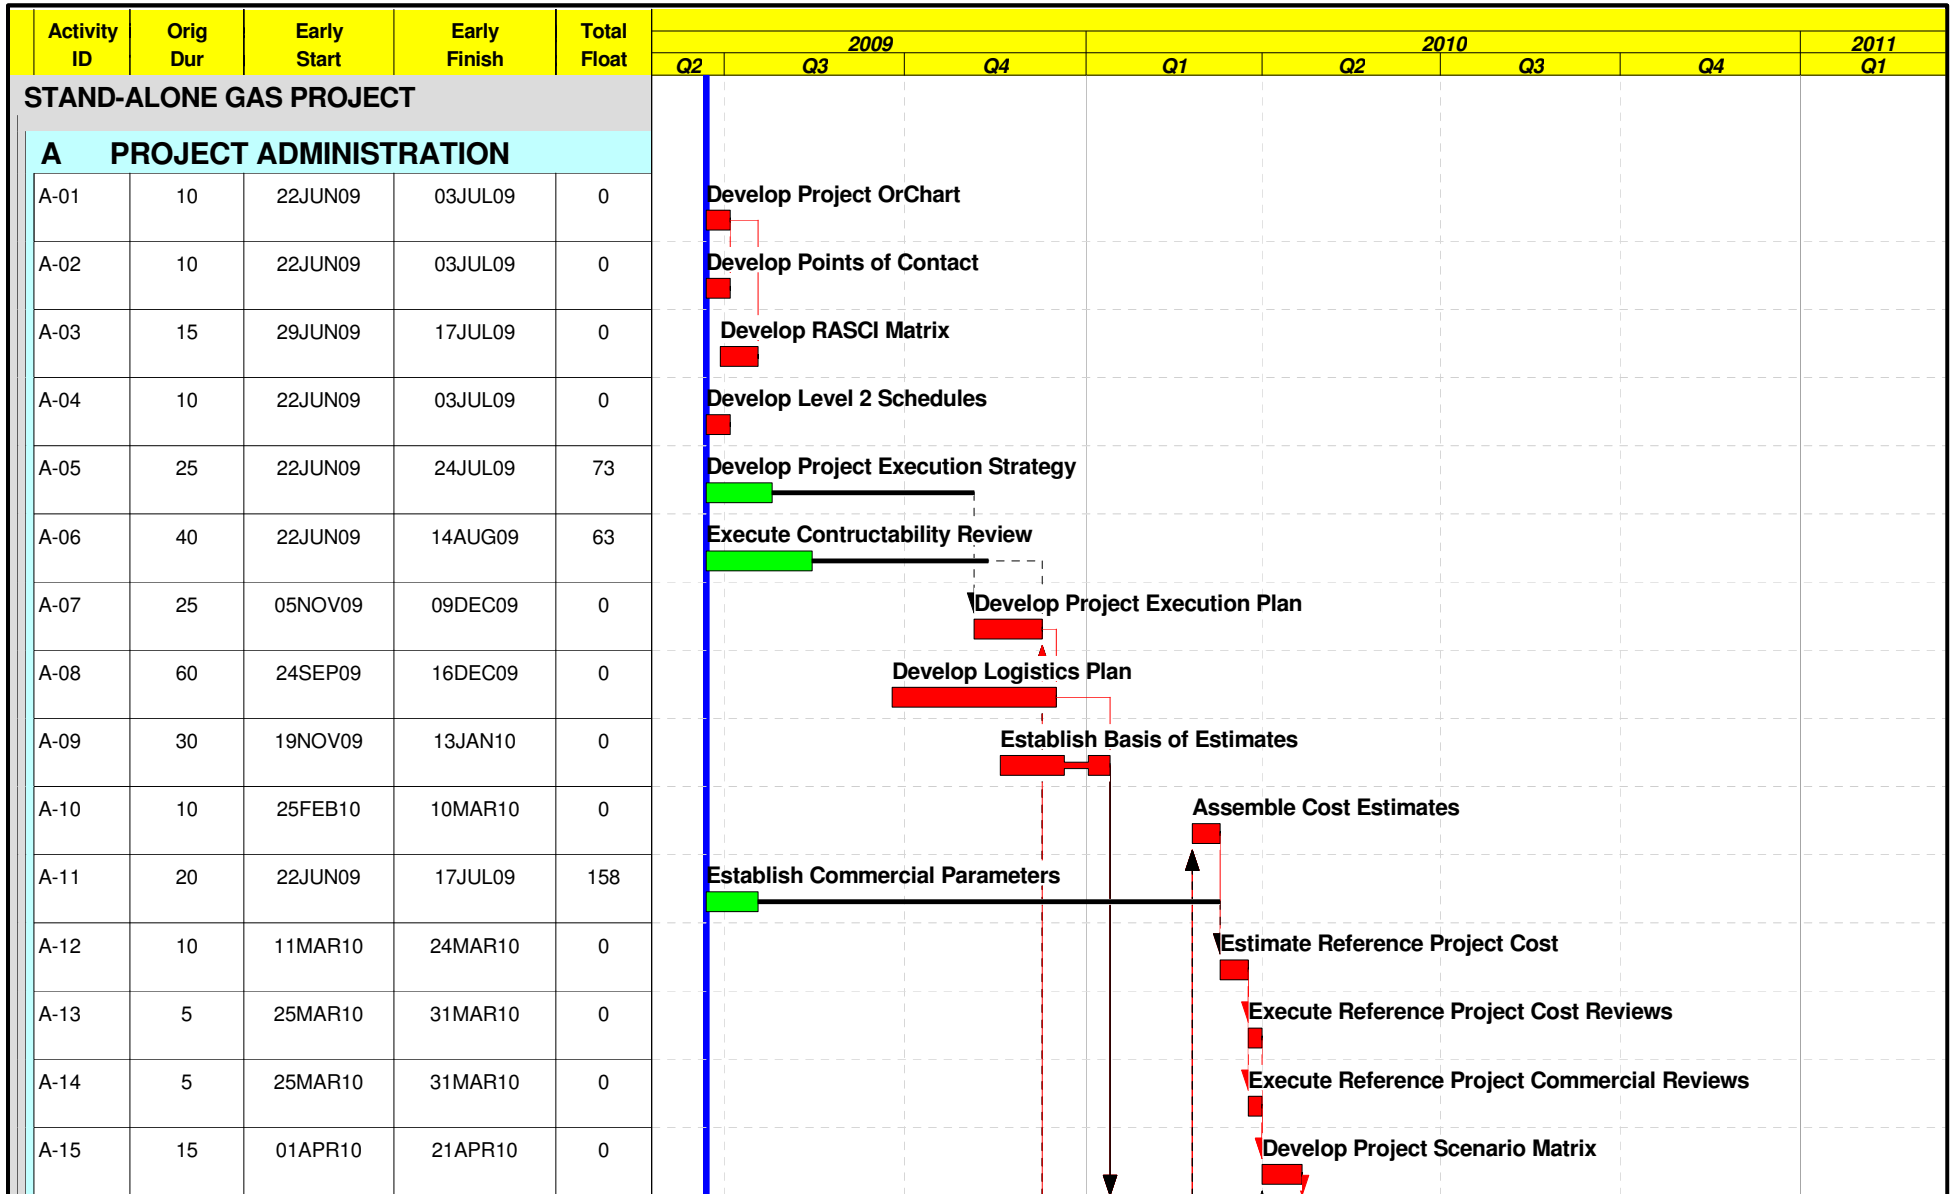 Activity ID Orig Dur Early Start Early Finish Total Float
2009 2010 2011
Q2 Q3 Q4 Q1 Q2 Q3 Q4 Q1
STAND-ALONE GAS PROJECT
A PROJECT ADMINISTRATION
A-01 10 22JUN09 03JUL09 0 Develop Project OrChart
A-02 10 22JUN09 03JUL09 0 Develop Points of Contact
A-03 15 29JUN09 17JUL09 0 Develop RASCI Matrix
A-04 10 22JUN09 03JUL09 0 Develop Level 2 Schedules
A-05 25 22JUN09 24JUL09 73 Develop Project Execution Strategy
A-06 40 22JUN09 14AUG09 63 Execute Contructability Review
A-07 25 05NOV09 09DEC09 0 Develop Project Execution Plan
A-08 60 24SEP09 16DEC09 0 Develop Logistics Plan
A-09 30 19NOV09 13JAN10 0 Establish Basis of Estimates
A-10 10 25FEB10 10MAR10 0 Assemble Cost Estimates
A-11 20 22JUN09 17JUL09 158 Establish Commercial Parameters
A-12 10 11MAR10 24MAR10 0 Estimate Reference Project Cost
A-13 5 25MAR10 31MAR10 0 Execute Reference Project Cost Reviews
A-14 5 25MAR10 31MAR10 0 Execute Reference Project Commercial Reviews
A-15 15 01APR10 21APR10 0 Develop Project Scenario Matrix